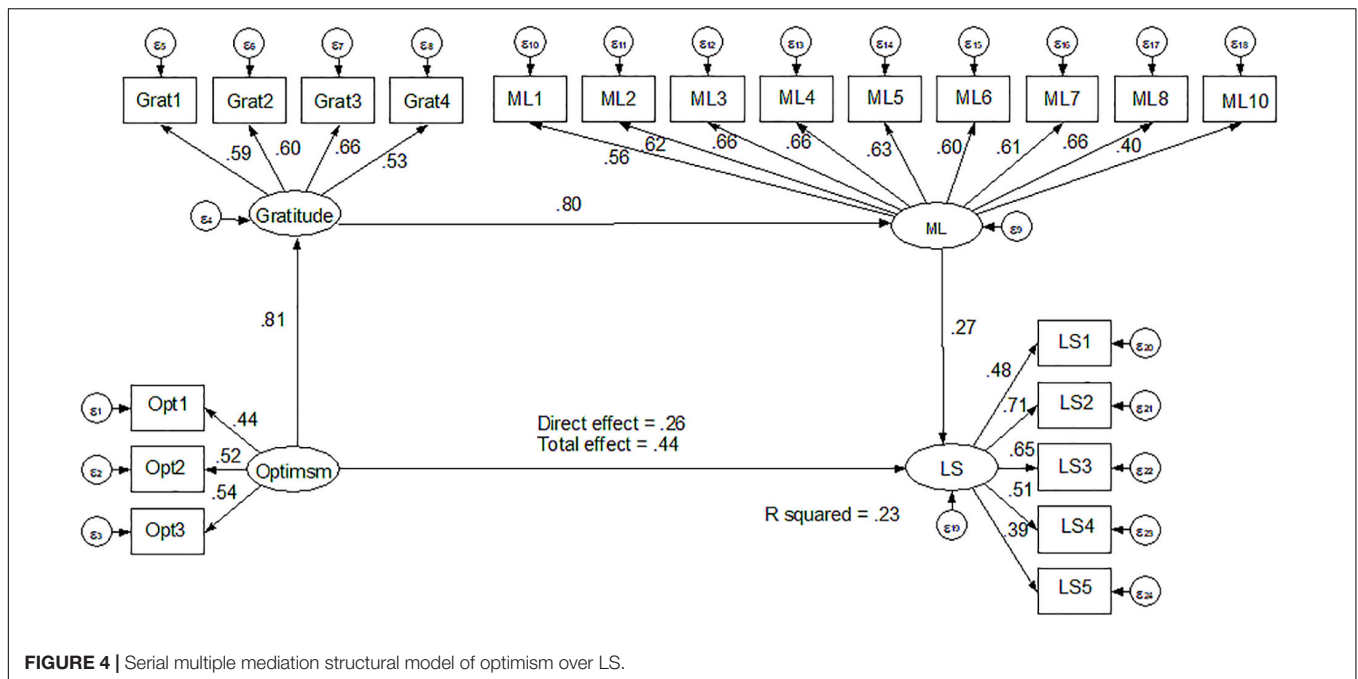 ε5 ε6 ε7 ε8 ε10 ε11 ε12 ε13 ε14 ε15 ε16 ε17 ε18
Grat1 Grat2 Grat3 Grat4 ML1 ML2 ML3 ML4 ML5 ML6 ML7 ML8 ML10
.59 .60 .66 .53 .56 .62 .66 .66 .63 .60 .61 .66 .40
ε4 Gratitude .80 ML ε9
.81 .27
ε1 Opt1 .44
ε2 Opt2 .52 Optimsm
ε3 Opt3 .54
Direct effect = .26
Total effect = .44
R squared = .23
LS
ε19
.48 LS1 ε20
.71 LS2 ε21
.65 LS3 ε22
.51 LS4 ε23
.39 LS5 ε24
FIGURE 4 | Serial multiple mediation structural model of optimism over LS.